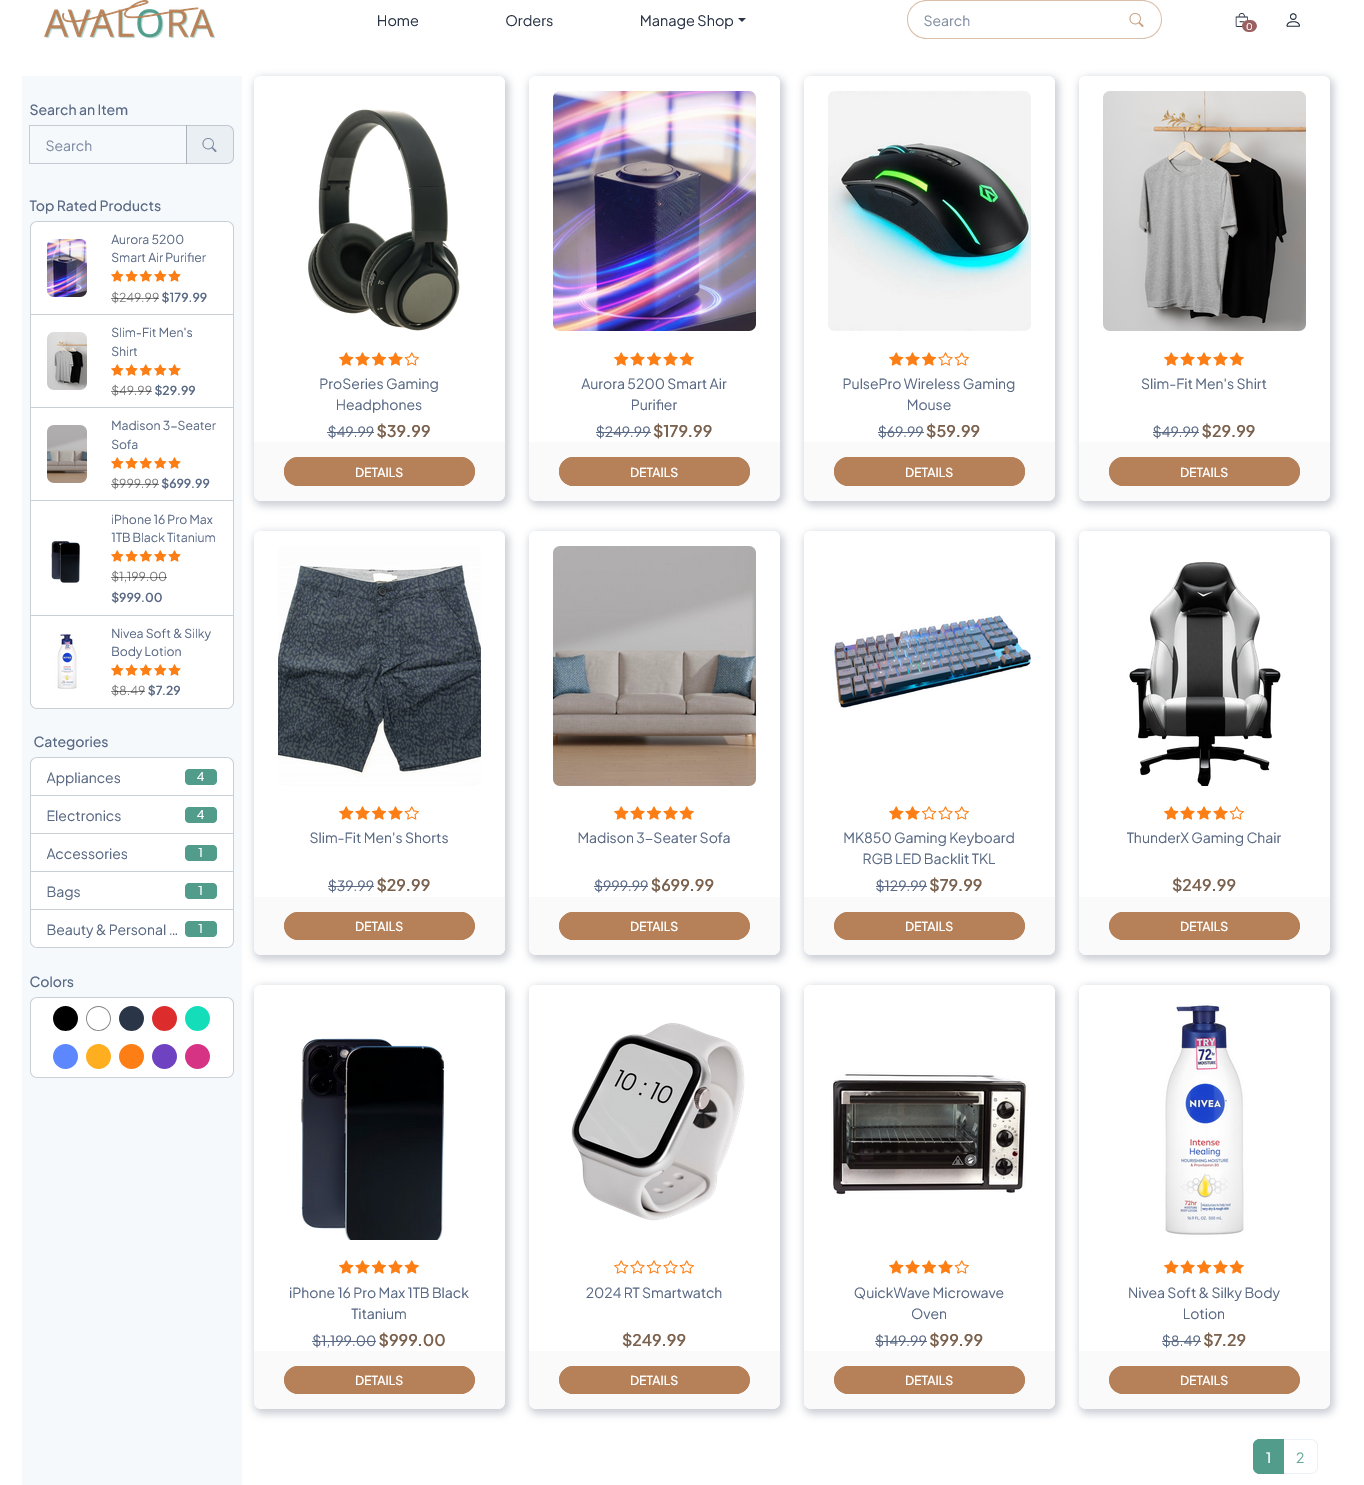 AVALORA
Home
Orders
Manage Shop
Search
0
Search an Item
Search
Top Rated Products
Aurora 5200
Smart Air Purifier
$249.99 $179.99
Slim-Fit Men's
Shirt
$49.99 $29.99
Madison 3-Seater
Sofa
$999.99 $699.99
iPhone 16 Pro Max
1TB Black Titanium
$1,199.00
$999.00
Nivea Soft & Silky
Body Lotion
$8.49 $7.29
Categories
Appliances 4
Electronics 4
Accessories 1
Bags 1
Beauty & Personal ... 1
Colors
ProSeries Gaming
Headphones
$49.99 $39.99
DETAILS
Aurora 5200 Smart Air
Purifier
$249.99 $179.99
DETAILS
PulsePro Wireless Gaming
Mouse
$69.99 $59.99
DETAILS
Slim-Fit Men's Shirt
$49.99 $29.99
DETAILS
Slim-Fit Men's Shorts
$39.99 $29.99
DETAILS
Madison 3-Seater Sofa
$999.99 $699.99
DETAILS
MK850 Gaming Keyboard
RGB LED Backlit TKL
$129.99 $79.99
DETAILS
ThunderX Gaming Chair
$249.99
DETAILS
iPhone 16 Pro Max 1TB Black
Titanium
$1,199.00 $999.00
DETAILS
10:10
2024 RT Smartwatch
$249.99
DETAILS
QuickWave Microwave
Oven
$149.99 $99.99
DETAILS
TRY
72hr
MOISTURE
NIVEA
Intense
Healing
NOURISHING MOISTURE
72hr
Nivea Soft & Silky Body
Lotion
$8.49 $7.29
DETAILS
1
2